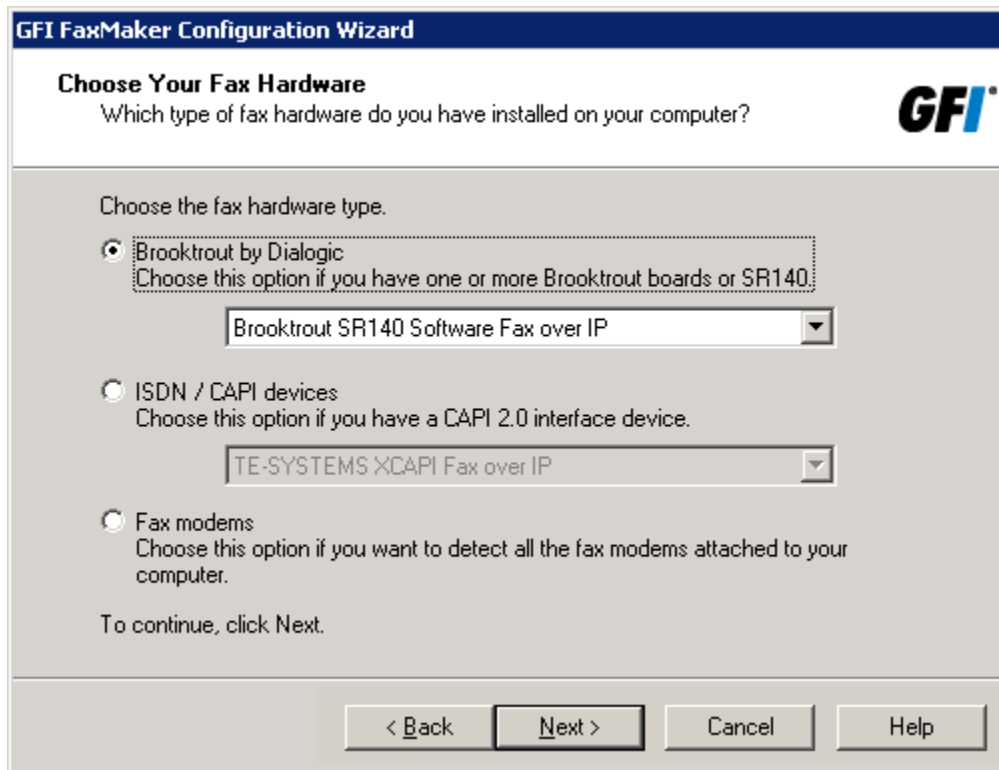 GFI FaxMaker Configuration Wizard
Choose Your Fax Hardware
Which type of fax hardware do you have installed on your computer?
GFI
Choose the fax hardware type.
Brooktrout by Dialogic
Choose this option if you have one or more Brooktrout boards or SR140.
Brooktrout SR140 Software Fax over IP
ISDN / CAPI devices
Choose this option if you have a CAPI 2.0 interface device.
TE-SYSTEMS XCAPI Fax over IP
Fax modems
Choose this option if you want to detect all the fax modems attached to your
computer.
To continue, click Next.
< Back Next > Cancel Help